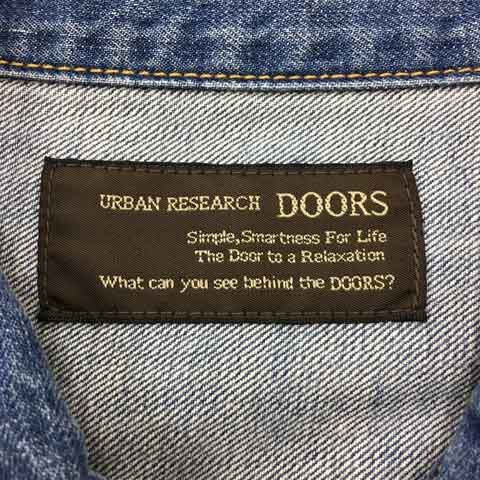 URBAN RESEARCH DOORS
Simple,Smartness For Life
The Door to a Relaxation
What can you see behind the DOORS?